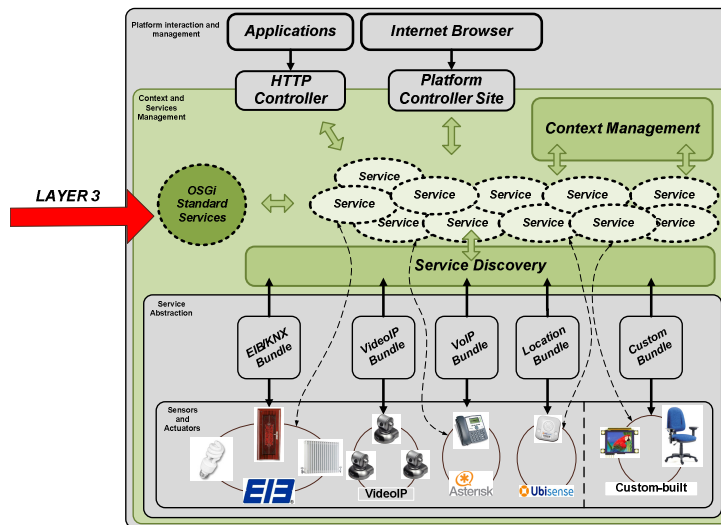 Platform interaction and
management
Applications
Internet Browser
HTTP
Controller
Platform
Controller Site
Context and
Services
Management
Context Management
LAYER 3
OSGi
Standard
Services
Service
Service
Service
Service
Service
Service
Service
Service
Service
Service
Service
Service Discovery
Service
Abstraction
EIB/KNX
Bundle
VideoIP
Bundle
VoIP
Bundle
Location
Bundle
Custom
Bundle
Sensors and
Actuators
EIB
VideoIP
Asterisk
Ubisense
Custom-built